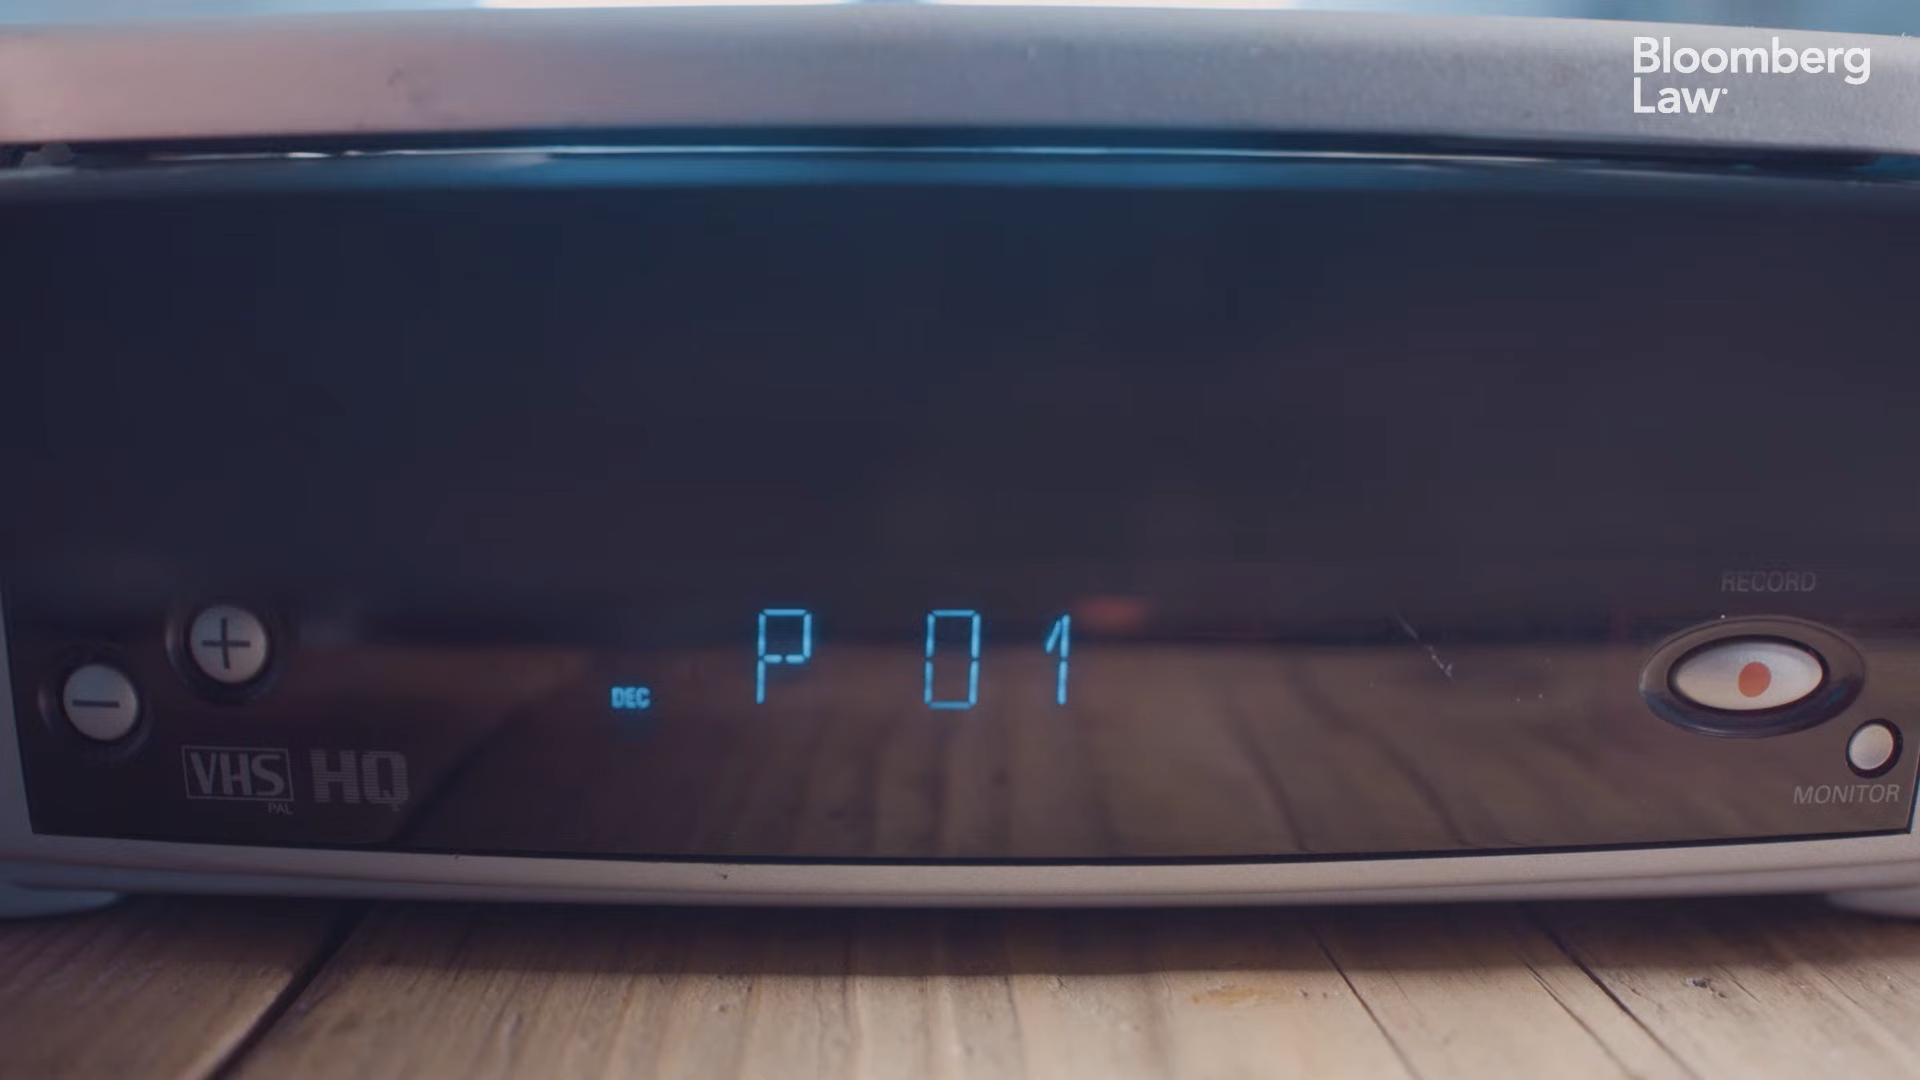 Bloomberg
Law
RECORD
DEC P 01
VHS HQ
PAL
MONITOR